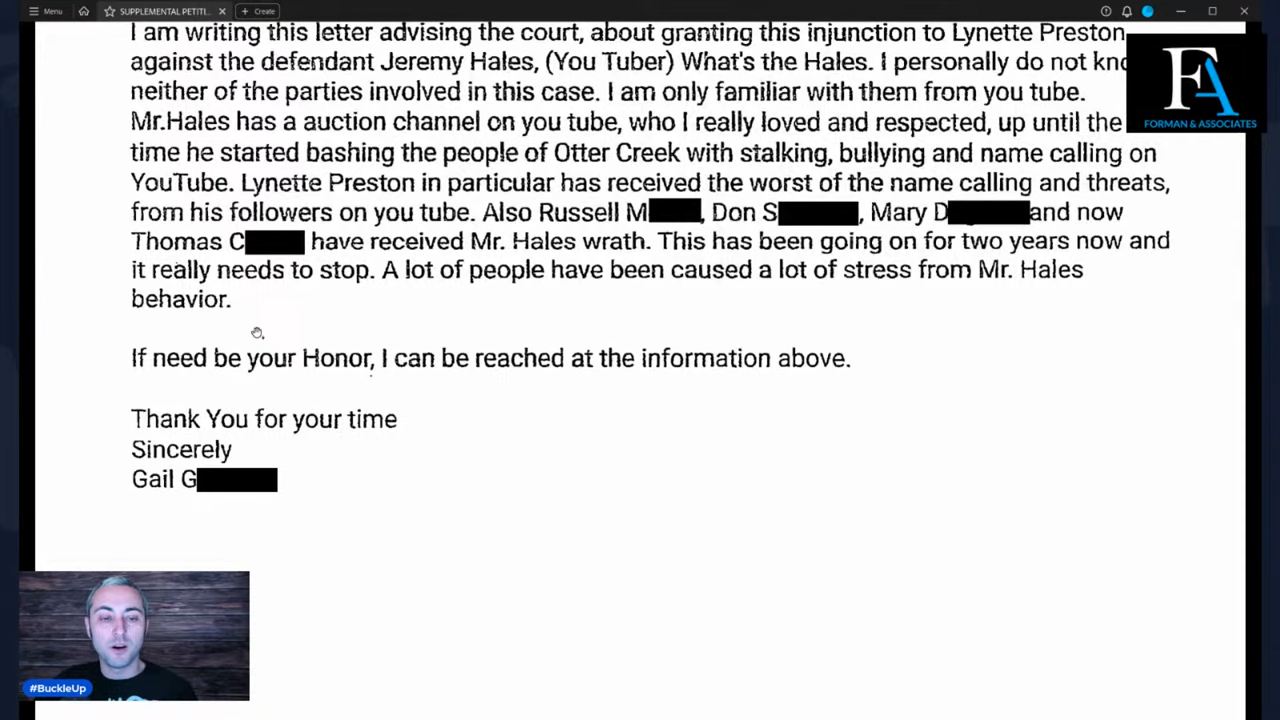 Menu
SUPPLEMENTAL PETITI...
Create
I am writing this letter advising the court, about granting this injunction to Lynette Preston
against the defendant Jeremy Hales, (You Tuber) What's the Hales. I personally do not
neither of the parties involved in this case. I am only familiar with them from you tube.
Mr.Hales has a auction channel on you tube, who I really loved and respected, up until the
time he started bashing the people of Otter Creek with stalking, bullying and name calling on
YouTube. Lynette Preston in particular has received the worst of the name calling and threats,
from his followers on you tube. Also Russell M , Don S , Mary D and now
Thomas C have received Mr. Hales wrath. This has been going on for two years now and
it really needs to stop. A lot of people have been caused a lot of stress from Mr. Hales
behavior.
If need be your Honor, I can be reached at the information above.
Thank You for your time
Sincerely
Gail G
FA
FORMAN & ASSOCIATES
#BuckleUp